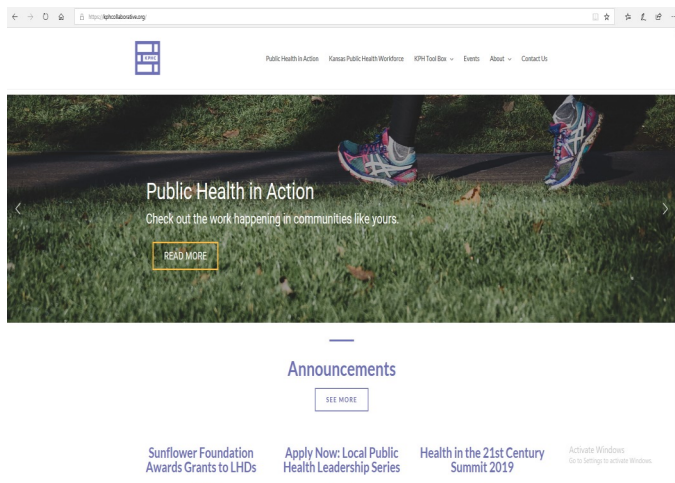 https://kphcollaborative.org/
KPHC
Public Health in Action Kansas Public Health Workforce KPH Tool Box Events About Contact Us
Public Health in Action
Check out the work happening in communities like yours.
READ MORE
Announcements
SEE MORE
Sunflower Foundation Awards Grants to LHDs
Apply Now: Local Public Health Leadership Series
Health in the 21st Century Summit 2019
Activate Windows
Go to Settings to activate Windows.